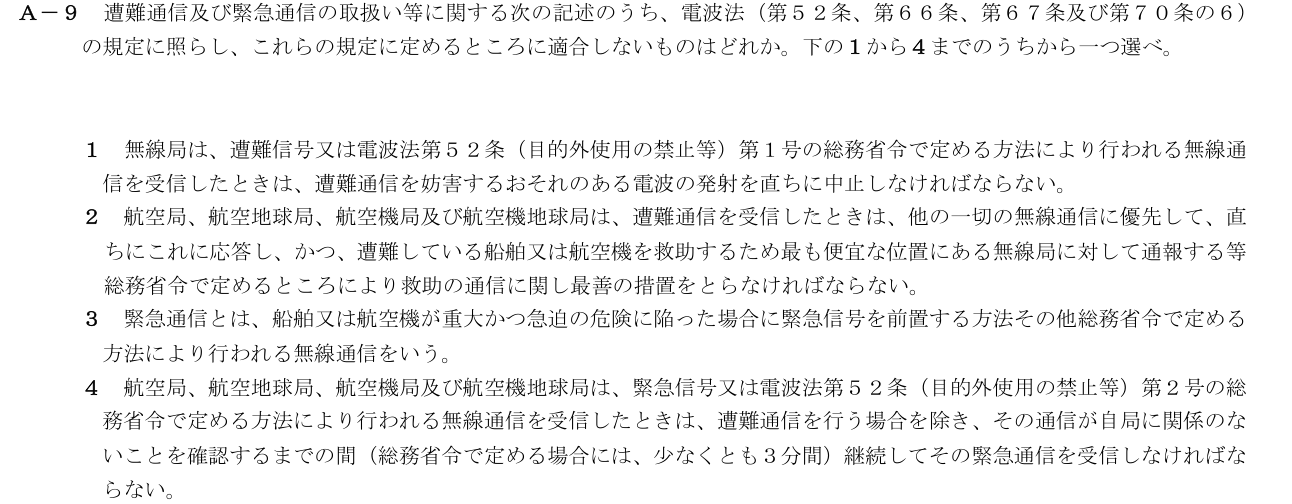 A－9　遭難通信及び緊急通信の取扱い等に関する次の記述のうち、電波法（第５２条、第６６条、第６７条及び第７０条の６）
の規定に照らし、これらの規定に定めるところに適合しないものはどれか。下の1から4までのうちから一つ選べ。
1　無線局は、遭難信号又は電波法第５２条（目的外使用の禁止等）第１号の総務省令で定める方法により行われる無線通
信を受信したときは、遭難通信を妨害するおそれのある電波の発射を直ちに中止しなければならない。
2　航空局、航空地球局、航空機局及び航空機地球局は、遭難通信を受信したときは、他の一切の無線通信に優先して、直
ちにこれに応答し、かつ、遭難している船舶又は航空機を救助するため最も便宜な位置にある無線局に対して通報する等
総務省令で定めるところにより救助の通信に関し最善の措置をとらなければならない。
3　緊急通信とは、船舶又は航空機が重大かつ急迫の危険に陥った場合に緊急信号を前置する方法その他総務省令で定める
方法により行われる無線通信をいう。
4　航空局、航空地球局、航空機局及び航空機地球局は、緊急信号又は電波法第５２条（目的外使用の禁止等）第２号の総
務省令で定める方法により行われる無線通信を受信したときは、遭難通信を行う場合を除き、その通信が自局に関係のな
いことを確認するまでの間（総務省令で定める場合には、少なくとも３分間）継続してその緊急通信を受信しなければな
らない。